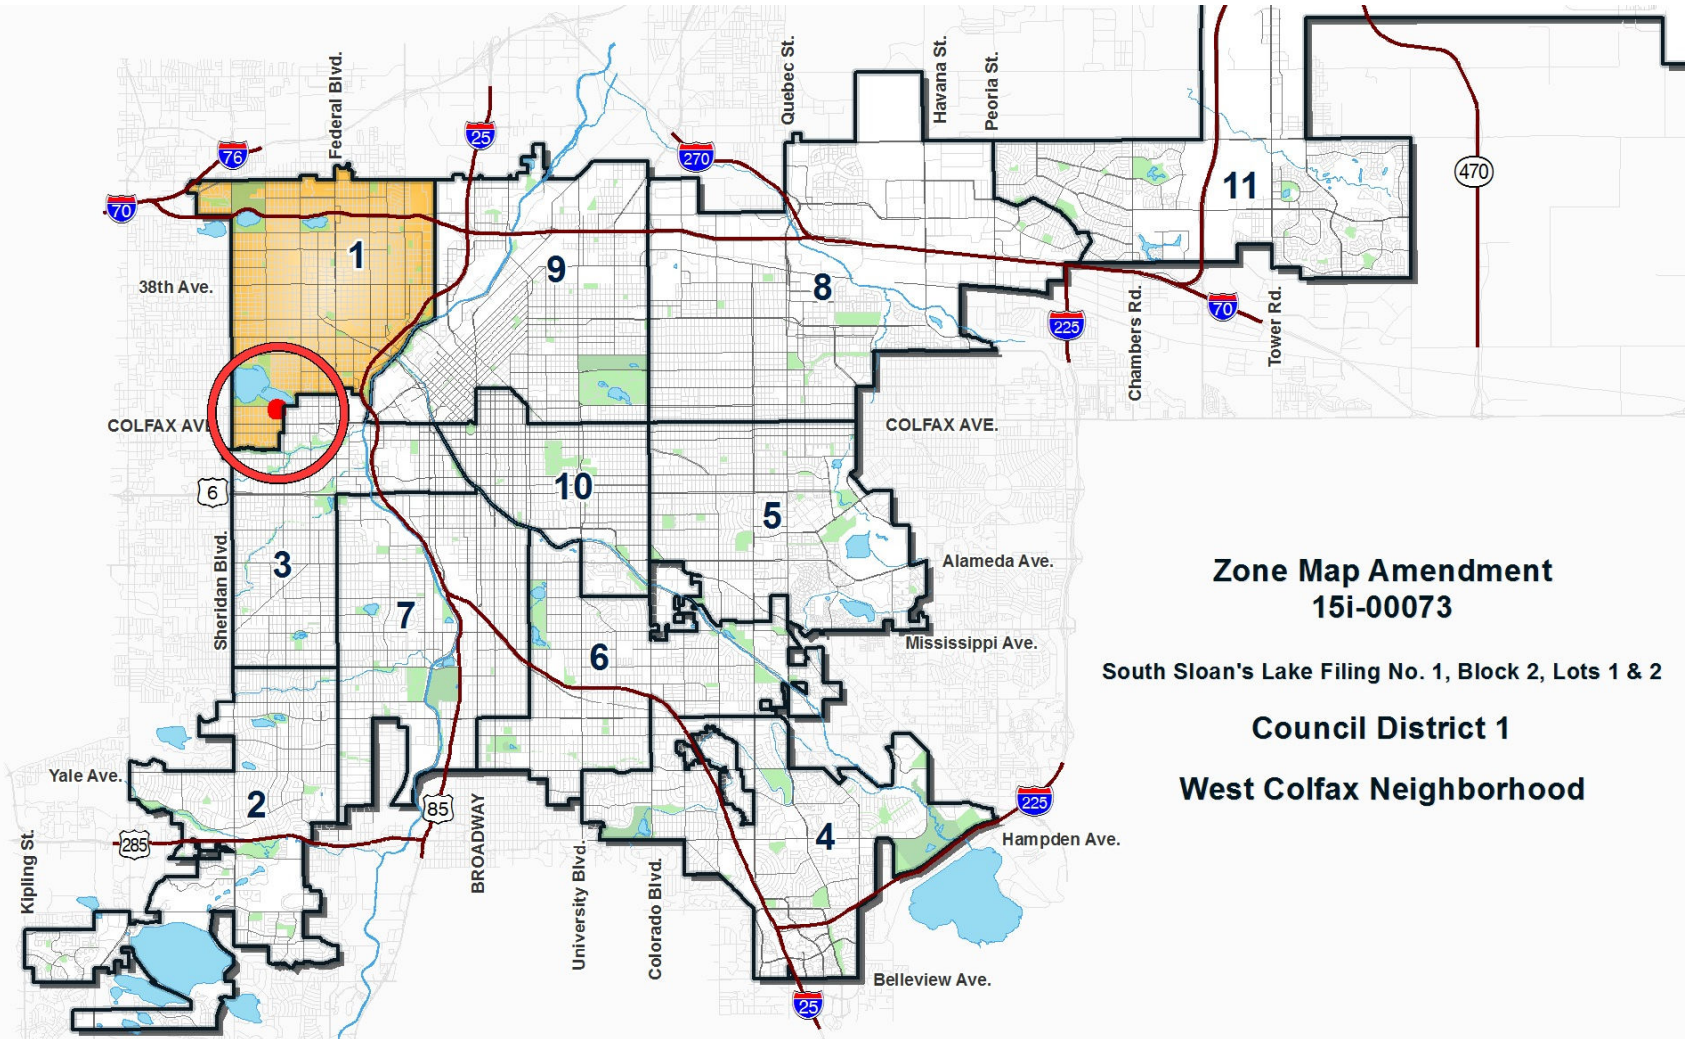 Federal Blvd.
Quebec St.
Havana St.
Peoria St.
25
76
270
70
470
11
1
9
8
38th Ave.
225
Chambers Rd.
70
Tower Rd.
COLFAX AVE
COLFAX AVE.
6
10
5
Sheridan Blvd.
3
7
Alameda Ave.
Mississippi Ave.
6
Zone Map Amendment
15i-00073
South Sloan's Lake Filing No. 1, Block 2, Lots 1 & 2
Council District 1
West Colfax Neighborhood
Yale Ave.
2
85
285
BROADWAY
225
Hampden Ave.
4
Kipling St.
University Blvd.
Colorado Blvd.
Belleview Ave.
25